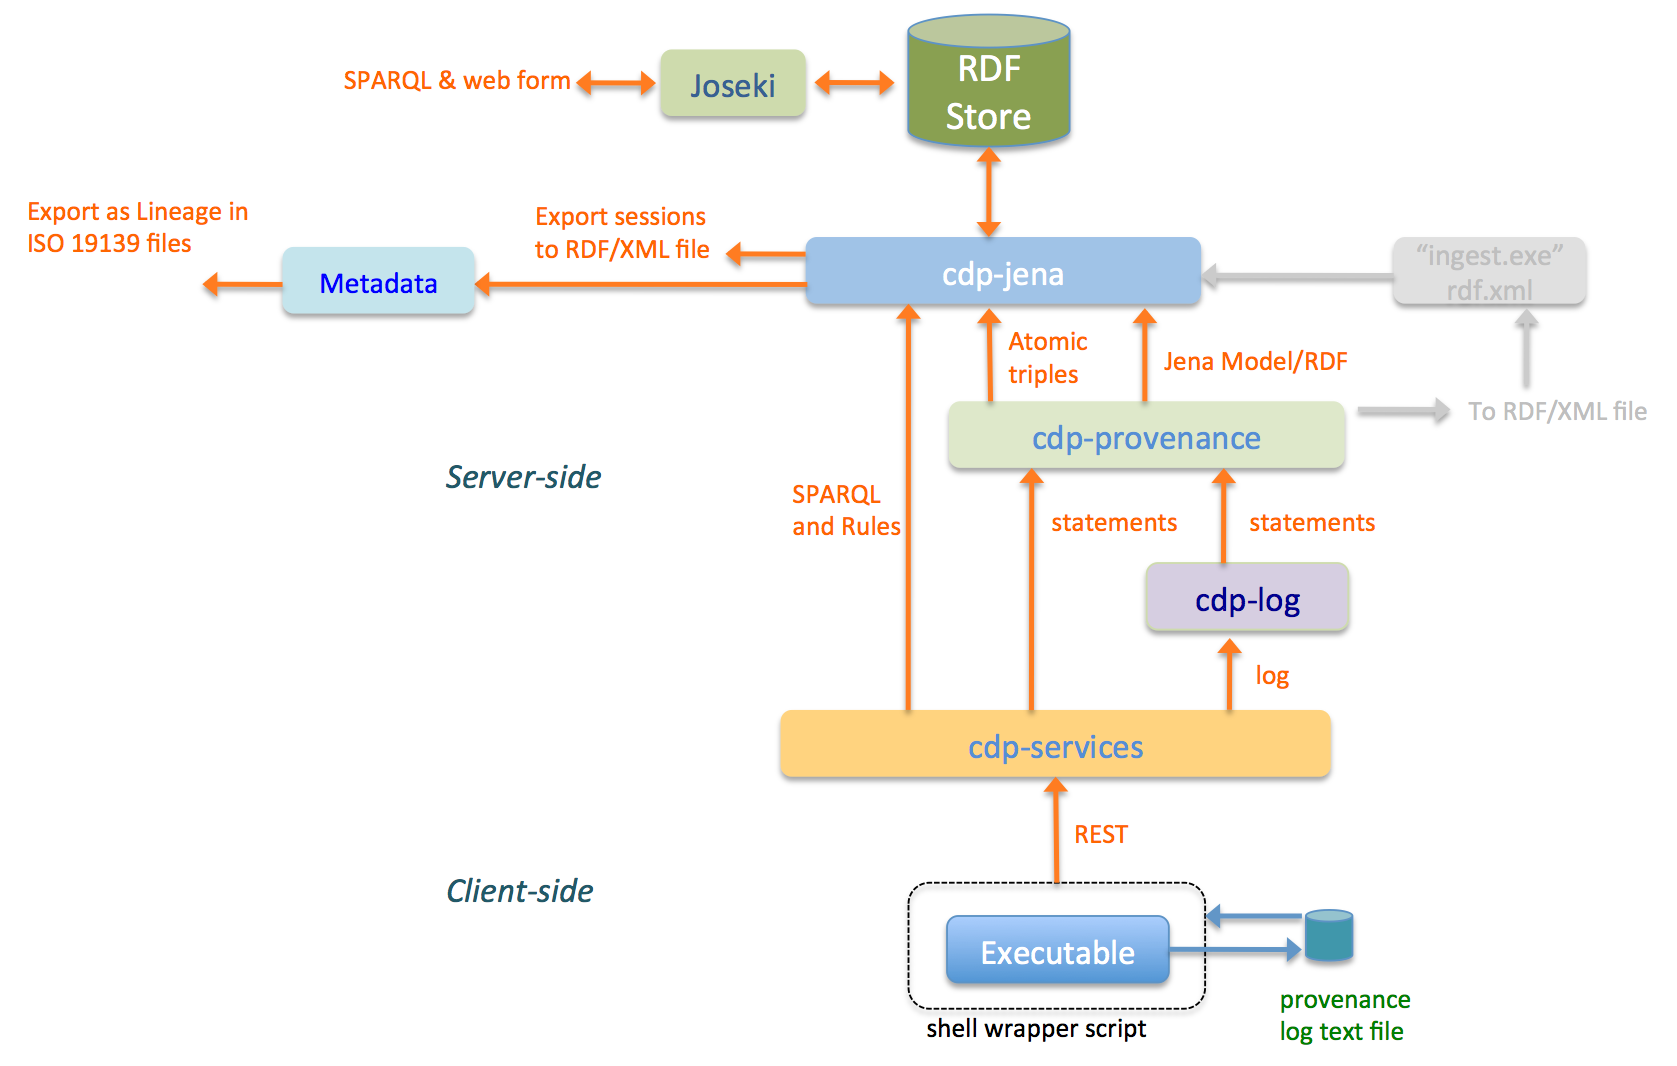 RDF
Store
Joseki
SPARQL & web form
Export as Lineage in
ISO 19139 files
Export sessions
to RDF/XML file
Metadata
cdp-jena
“ingest.exe”
rdf.xml
Atomic
triples
Jena Model/RDF
To RDF/XML file
cdp-provenance
Server-side
SPARQL
and Rules
statements
statements
cdp-log
log
cdp-services
REST
Client-side
Executable
shell wrapper script
provenance
log text file